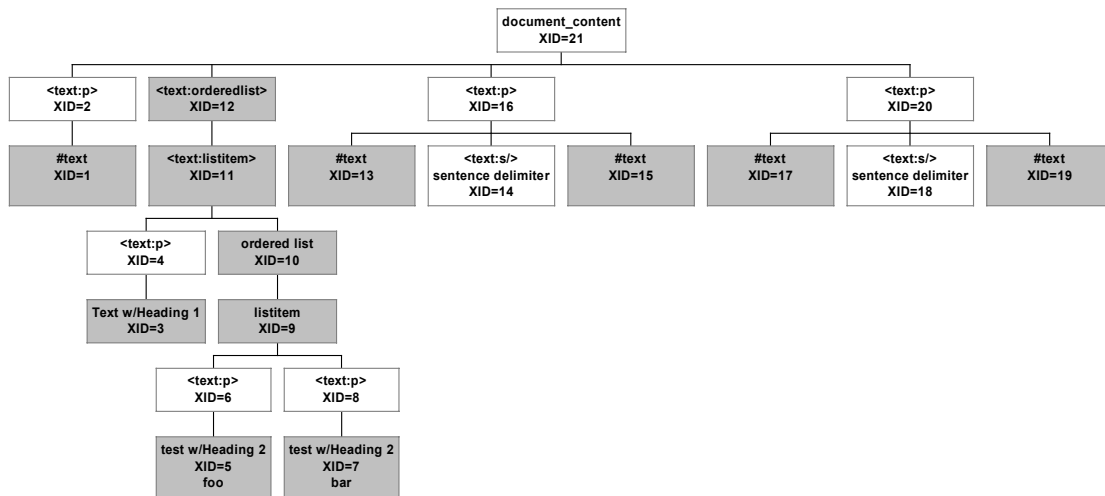 document_content
XID=21
<text:p>
XID=2
<text:orderedlist>
XID=12
<text:p>
XID=16
<text:p>
XID=20
#text
XID=1
<text:listitem>
XID=11
#text
XID=13
<text:s/>
sentence delimiter
XID=14
#text
XID=15
#text
XID=17
<text:s/>
sentence delimiter
XID=18
#text
XID=19
<text:p>
XID=4
ordered list
XID=10
Text w/Heading 1
XID=3
listitem
XID=9
<text:p>
XID=6
<text:p>
XID=8
test w/Heading 2
XID=5
foo
test w/Heading 2
XID=7
bar